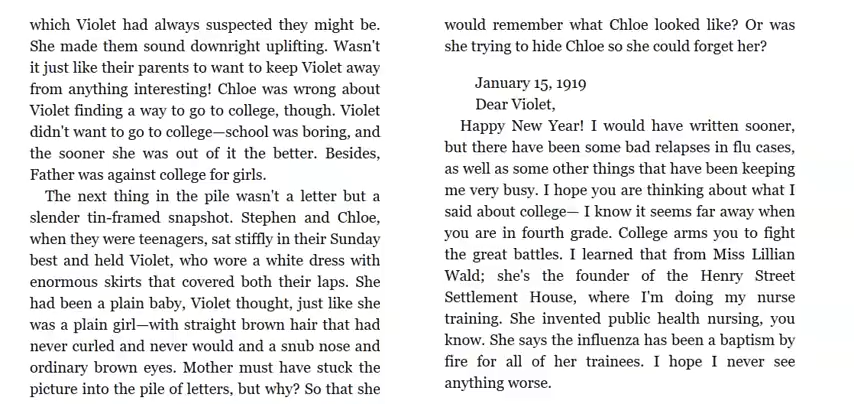 which Violet had always suspected they might be.
She made them sound downright uplifting. Wasn't
it just like their parents to want to keep Violet away
from anything interesting! Chloe was wrong about
Violet finding a way to go to college, though. Violet
didn't want to go to college—school was boring, and
the sooner she was out of it the better. Besides,
Father was against college for girls.
The next thing in the pile wasn't a letter but a
slender tin-framed snapshot. Stephen and Chloe,
when they were teenagers, sat stiffly in their Sunday
best and held Violet, who wore a white dress with
enormous skirts that covered both their laps. She
had been a plain baby, Violet thought, just like she
was a plain girl—with straight brown hair that had
never curled and never would and a snub nose and
ordinary brown eyes. Mother must have stuck the
picture into the pile of letters, but why? So that she
would remember what Chloe looked like? Or was
she trying to hide Chloe so she could forget her?
January 15, 1919
Dear Violet,
Happy New Year! I would have written sooner,
but there have been some bad relapses in flu cases,
as well as some other things that have been keeping
me very busy. I hope you are thinking about what I
said about college— I know it seems far away when
you are in fourth grade. College arms you to fight
the great battles. I learned that from Miss Lillian
Wald; she's the founder of the Henry Street
Settlement House, where I'm doing my nurse
training. She invented public health nursing, you
know. She says the influenza has been a baptism by
fire for all of her trainees. I hope I never see
anything worse.